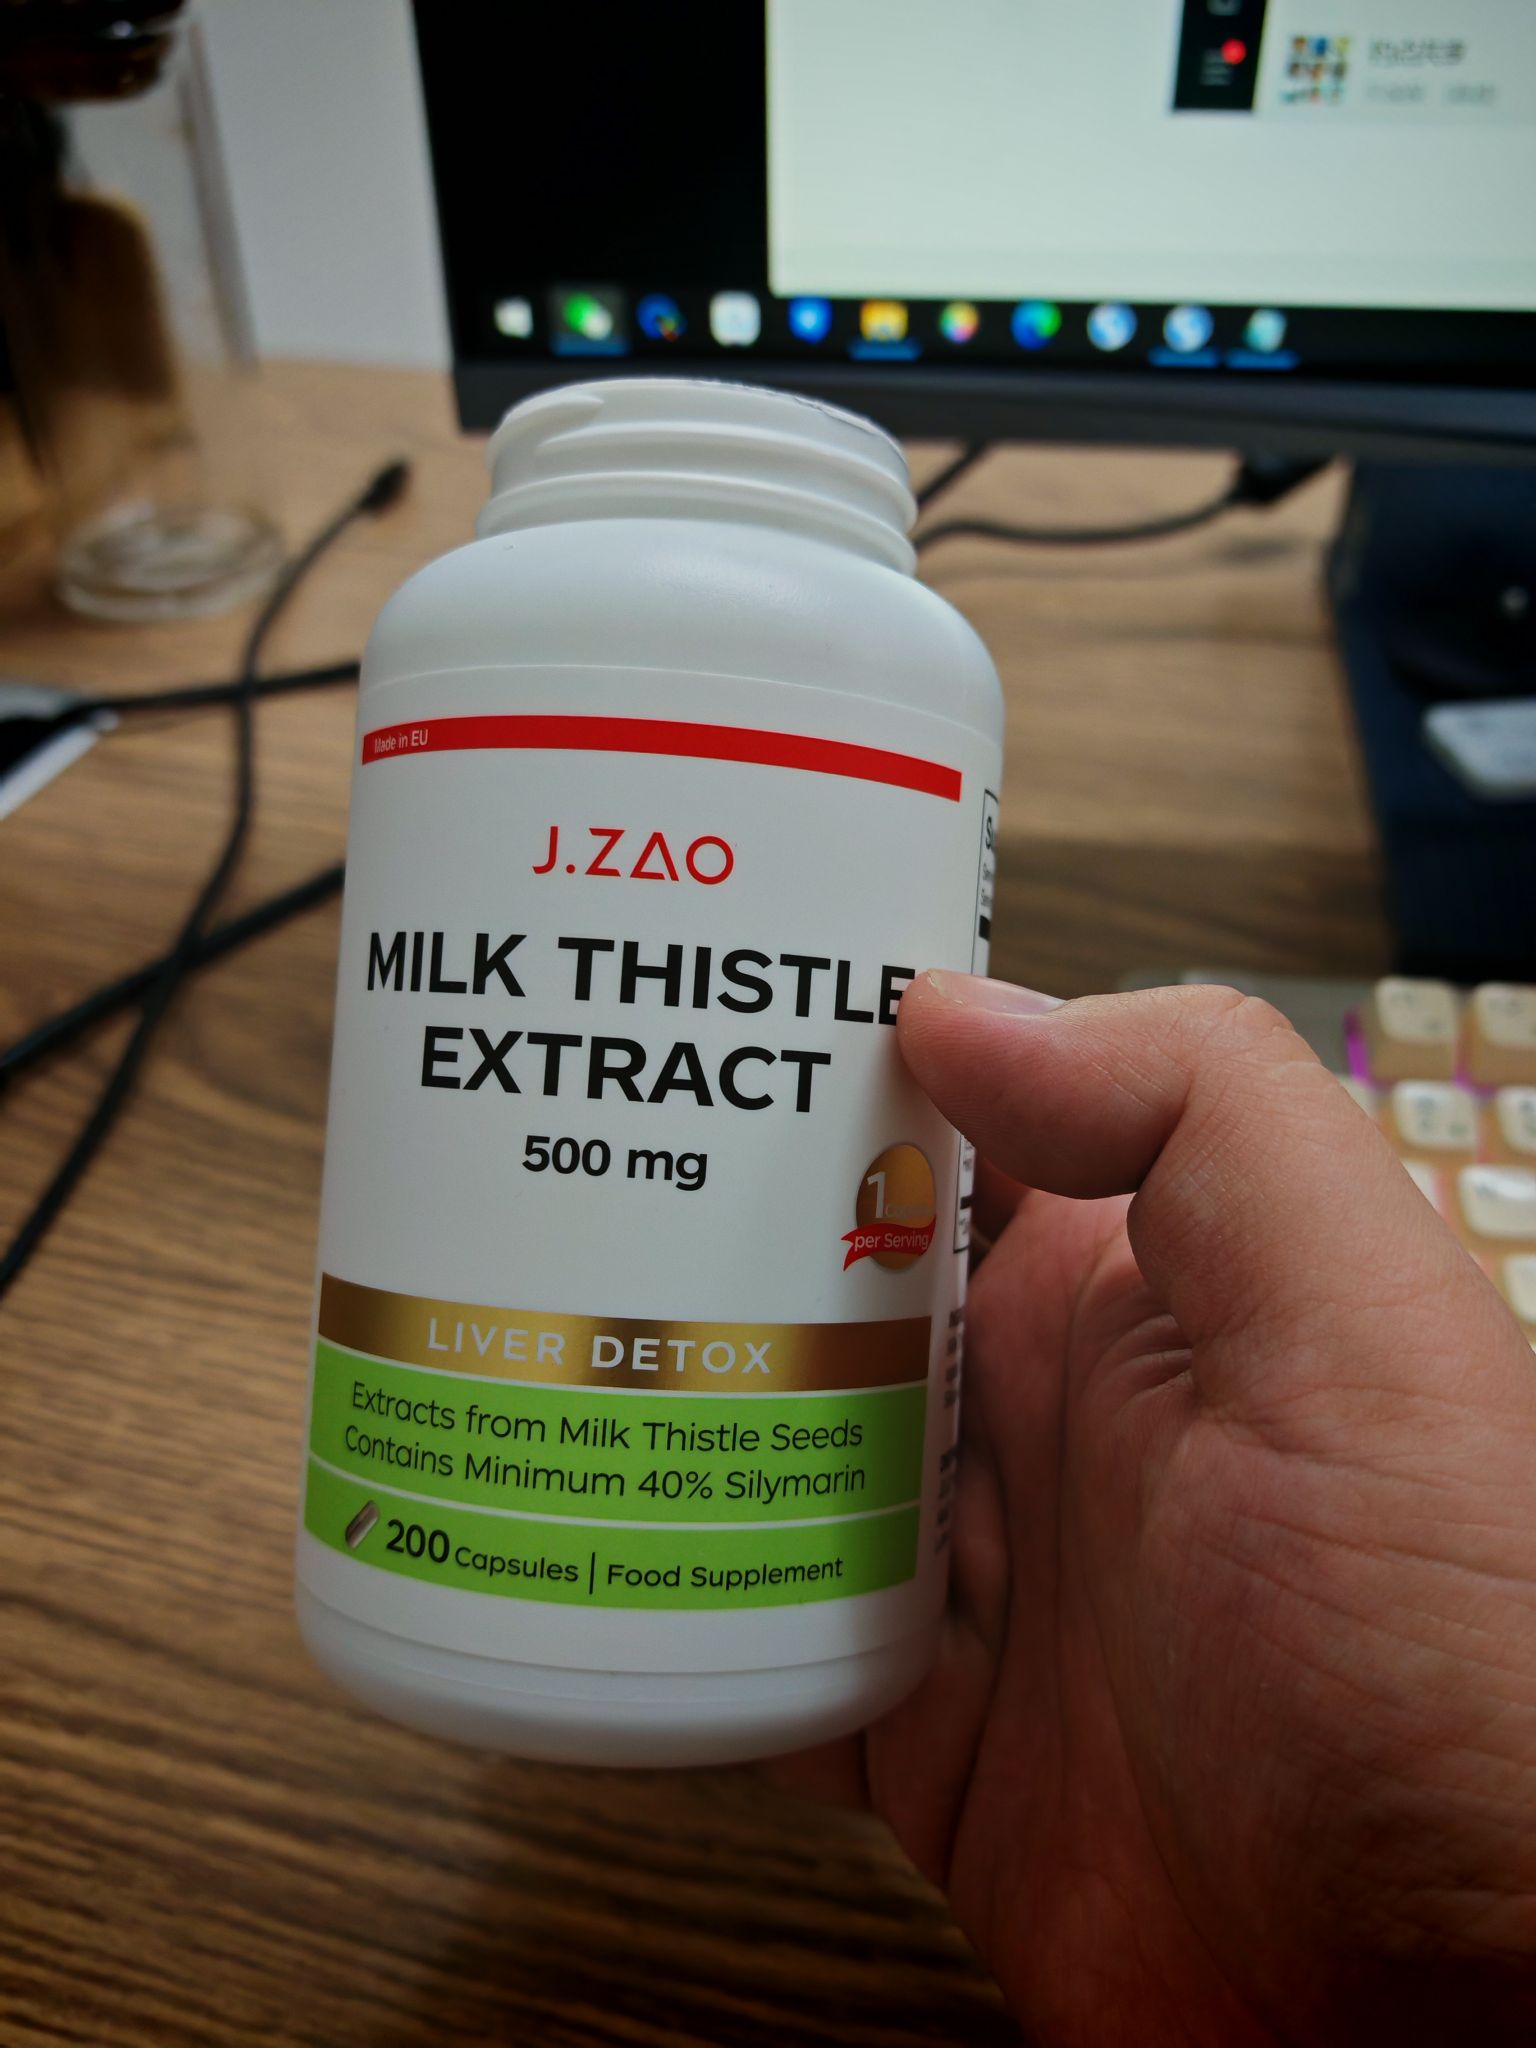 Made in EU
J.ZAO
MILK THISTLE
EXTRACT
500 mg
1
per Serving
LIVER DETOX
Extracts from Milk Thistle Seeds
Contains Minimum 40% Silymarin
200 Capsules | Food Supplement